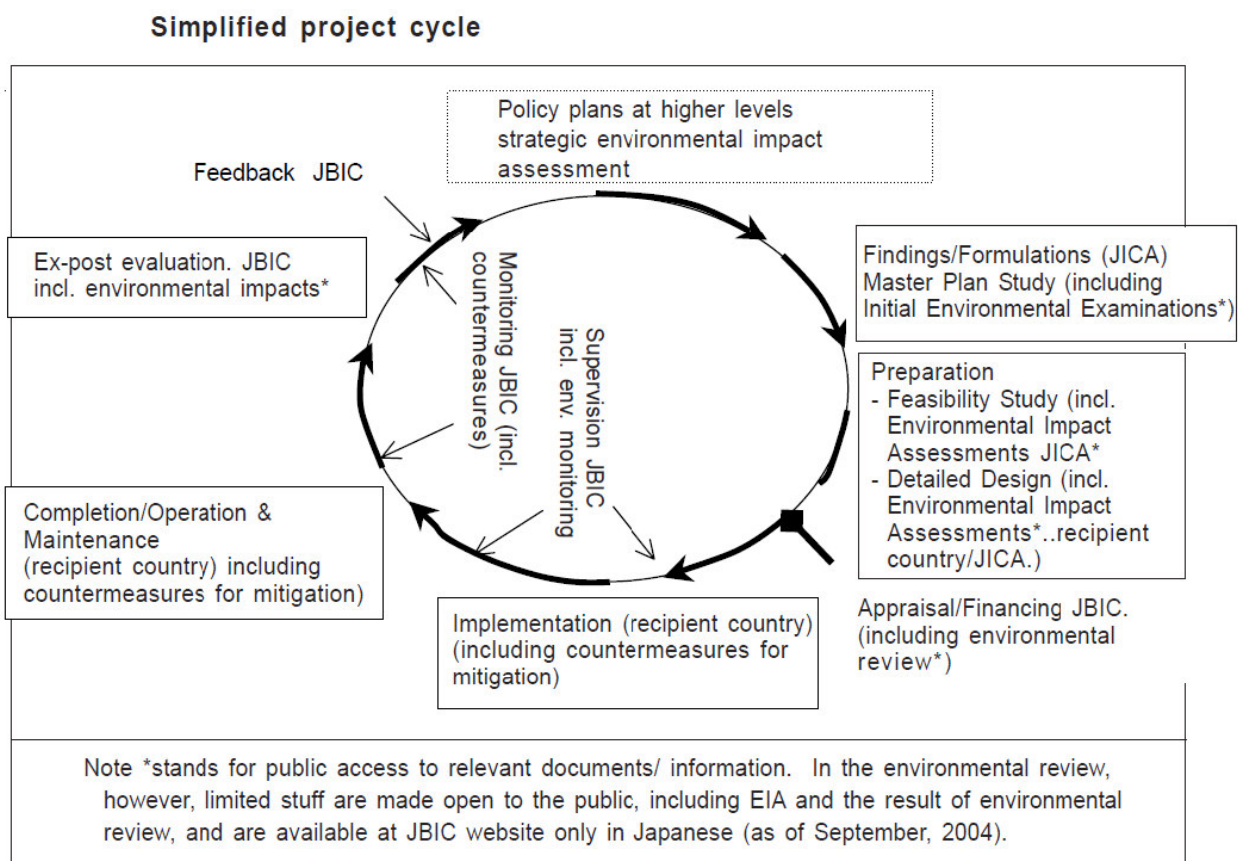 Simplified project cycle
Policy plans at higher levels
strategic environmental impact
assessment
Feedback JBIC
Findings/Formulations (JICA)
Master Plan Study (including
Initial Environmental Examinations*)
Ex-post evaluation. JBIC
incl. environmental impacts*
Monitoring JBIC (incl.
countermeasures)
Supervision JBIC
incl. env. monitoring
Preparation
- Feasibility Study (incl.
Environmental Impact
Assessments JICA*
- Detailed Design (incl.
Environmental Impact
Assessments*..recipient
country/JICA.)
Completion/Operation &
Maintenance
(recipient country) including
countermeasures for mitigation)
Implementation (recipient country)
(including countermeasures for
mitigation)
Appraisal/Financing JBIC.
(including environmental
review*)
Note *stands for public access to relevant documents/ information. In the environmental review,
however, limited stuff are made open to the public, including EIA and the result of environmental
review, and are available at JBIC website only in Japanese (as of September, 2004).